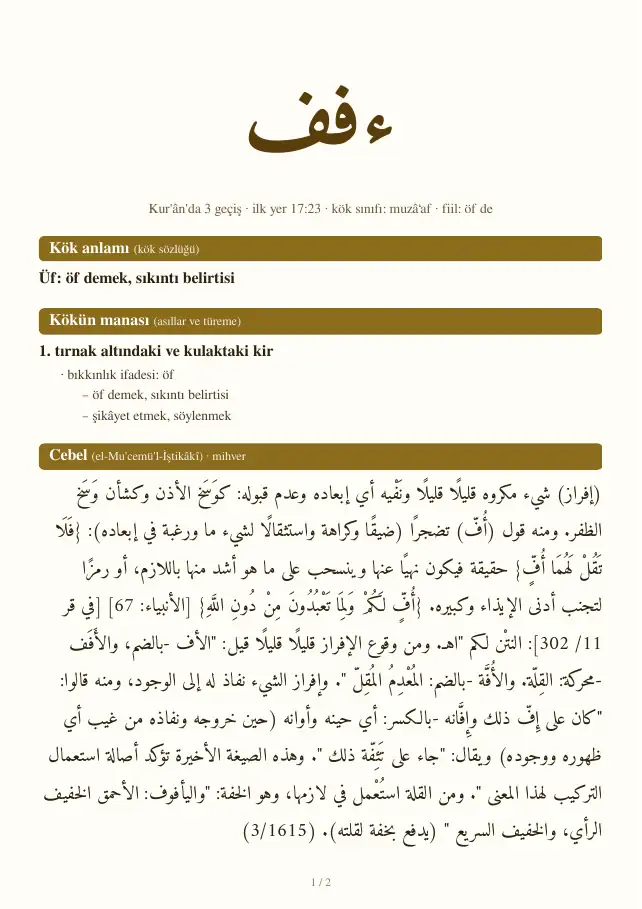 ءفف
Kur'ân'da 3 geçiş · ilk yer 17:23 · kök sınıfı: muzâ'af · fiil: öf de
Kök anlamı (kök sözlüğü)
Üf: öf demek, sıkıntı belirtisi
Kökün manası (asıllar ve türeme)
1. tırnak altındaki ve kulaktaki kir
· bıkkınlık ifadesi: öf
– öf demek, sıkıntı belirtisi
– şikâyet etmek, söylenmek
Cebel (el-Mu'cemü'l-İştikâkî) · mihver
(إفراز) شيء مكروه قليلًا قليلًا ونَفْيه أي إبعاده وعدم قبوله: كوَسَخ الأذن وكشأن وَسَخ
الظفر. ومنه قول (أُفّ) تضجرًا (ضيقًا وكراهة واستثقالًا لشيء ما ورغبة في إبعاده): {فَلَا
تَقُلْ لَهُمَا أُفٍّ} حقيقة فيكون نهيًا عنها وينسحب على ما هو أشد منها باللازم، أو رمزًا
لتجنب أدنى الإيذاء وكبيره. {أُفٍّ لَكُمْ وَلِمَا تَعْبُدُونَ مِنْ دُونِ اللَّهِ} [الأنبياء: 67] [في قر
11/ 302]: النتْن لكم "اهـ. ومن وقوع الإفراز قليلًا قليلًا قيل: "الأف -بالضم، والأَفَف
-محركة: القِلّة. والأُفَّة -بالضم: المُعْدِمُ المُقِلّ ". وإفراز الشيء نفاذ له إلى الوجود، ومنه قالوا:
"كان على إِفّ ذلك وإِفَّانه -بالكسر: أي حينه وأوانه (حين خروجه ونفاذه من غيب أي
ظهوره ووجوده) ويقال: "جاء على تَئِفّة ذلك ". وهذه الصيغة الأخيرة تؤكد أصالة استعمال
التركيب لهذا المعنى ". ومن القلة استُعْمل في لازمها، وهو الخفة: "واليأفوف: الأحمق الخفيف
الرأي، والخفيف السريع " (يدفع بخفة لقلته). (3/1615)
1 / 2